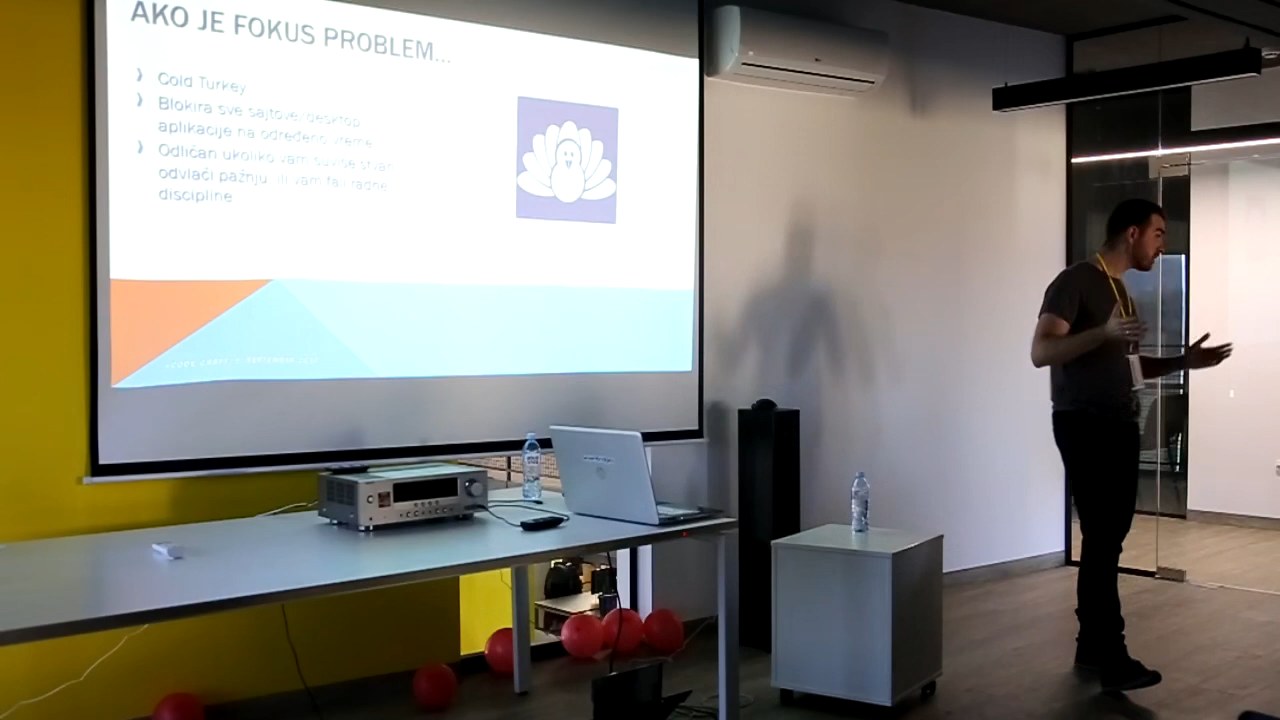 AKO JE FOKUS PROBLEM...
Cold Turkey
Blokira sve sajtove/desktop
aplikacije na određeno vreme
Odličan ukoliko vam suviše stvari
odvlači pažnju, ili vam fali radne
discipline